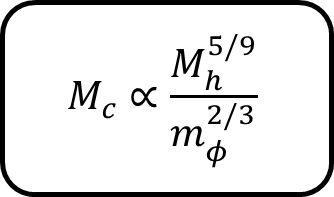 M_c ∝ M_h^{5/9} / m_ϕ^{2/3}